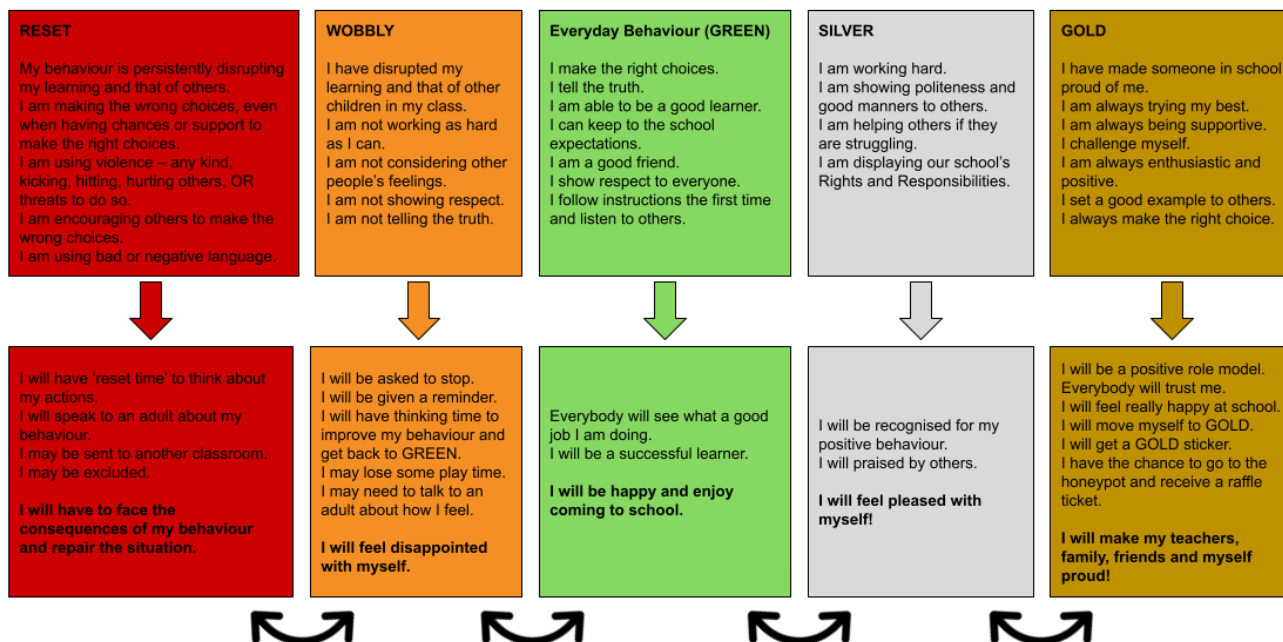 RESET
My behaviour is persistently disrupting
my learning and that of others.
I am making the wrong choices, even
when having chances or support to
make the right choices.
I am using violence – any kind,
kicking, hitting, hurting others, OR
threats to do so.
I am encouraging others to make the
wrong choices.
I am using bad or negative language.
WOBBLY
I have disrupted my
learning and that of other
children in my class.
I am not working as hard
as I can.
I am not considering other
people's feelings.
I am not showing respect.
I am not telling the truth.
Everyday Behaviour (GREEN)
I make the right choices.
I tell the truth.
I am able to be a good learner.
I can keep to the school
expectations.
I am a good friend.
I show respect to everyone.
I follow instructions the first time
and listen to others.
SILVER
I am working hard.
I am showing politeness and
good manners to others.
I am helping others if they
are struggling.
I am displaying our school's
Rights and Responsibilities.
GOLD
I have made someone in school
proud of me.
I am always trying my best.
I am always being supportive.
I challenge myself.
I am always enthusiastic and
positive.
I set a good example to others.
I always make the right choice.
I will have 'reset time' to think about
my actions.
I will speak to an adult about my
behaviour.
I may be sent to another classroom.
I may be excluded.
I will have to face the
consequences of my behaviour
and repair the situation.
I will be asked to stop.
I will be given a reminder.
I will have thinking time to
improve my behaviour and
get back to GREEN.
I may lose some play time.
I may need to talk to an
adult about how I feel.
I will feel disappointed
with myself.
Everybody will see what a good
job I am doing.
I will be a successful learner.
I will be happy and enjoy
coming to school.
I will be recognised for my
positive behaviour.
I will praised by others.
I will feel pleased with
myself!
I will be a positive role model.
Everybody will trust me.
I will feel really happy at school.
I will move myself to GOLD.
I will get a GOLD sticker.
I have the chance to go to the
honeypot and receive a raffle
ticket.
I will make my teachers,
family, friends and myself
proud!